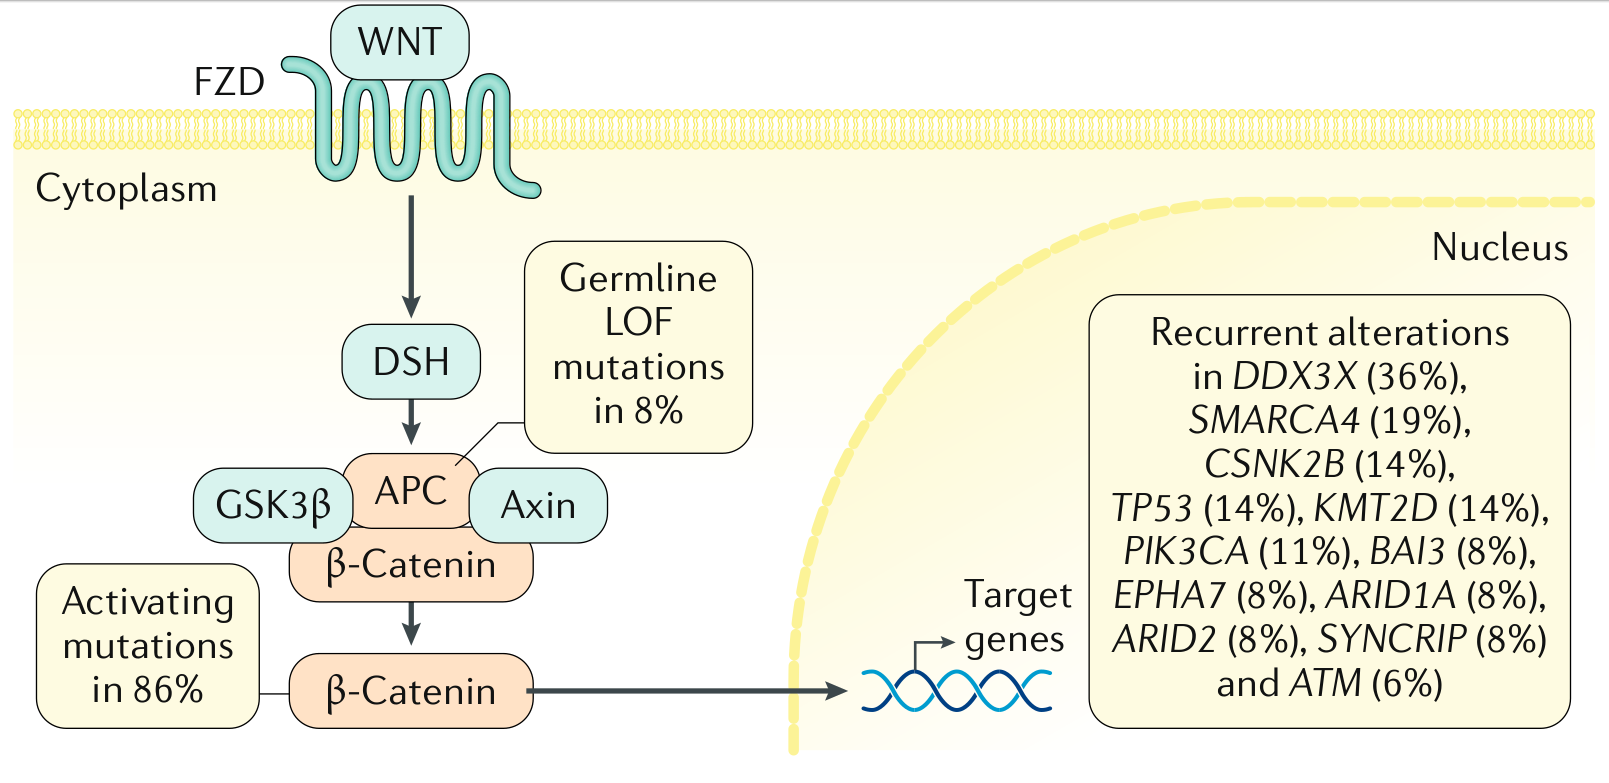 WNT
FZD
Cytoplasm
Nucleus
DSH
Germline
LOF
mutations
in 8%
GSK3β
APC
Axin
β-Catenin
Activating
mutations
in 86%
β-Catenin
Target
genes
Recurrent alterations
in DDX3X (36%),
SMARCA4 (19%),
CSNK2B (14%),
TP53 (14%), KMT2D (14%),
PIK3CA (11%), BAI3 (8%),
EPHA7 (8%), ARID1A (8%),
ARID2 (8%), SYNCRIP (8%)
and ATM (6%)